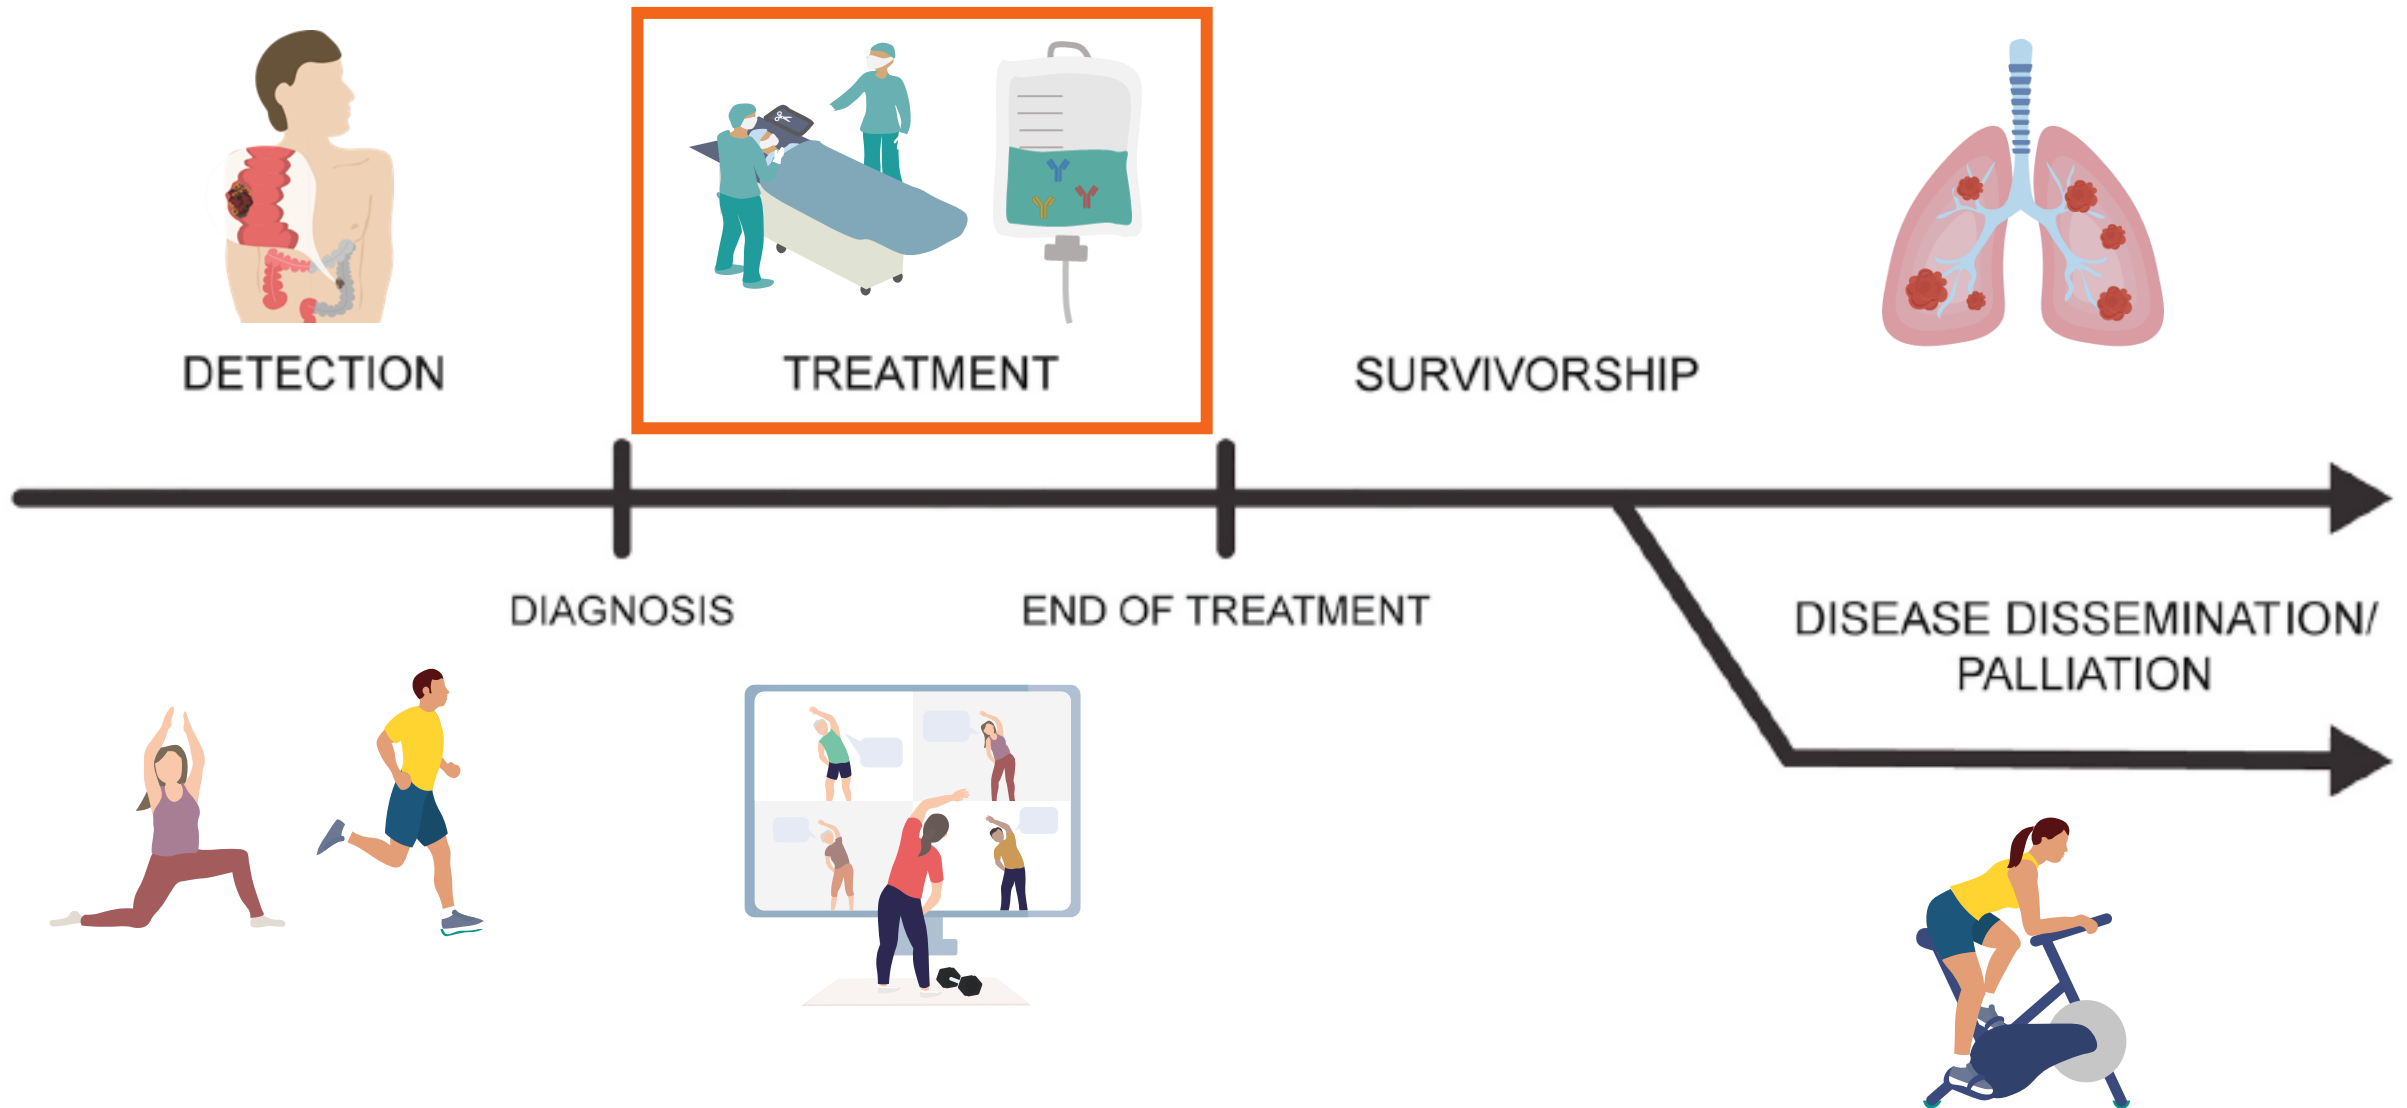 DETECTION
TREATMENT
SURVIVORSHIP
DIAGNOSIS
END OF TREATMENT
DISEASE DISSEMINATION/
PALLIATION